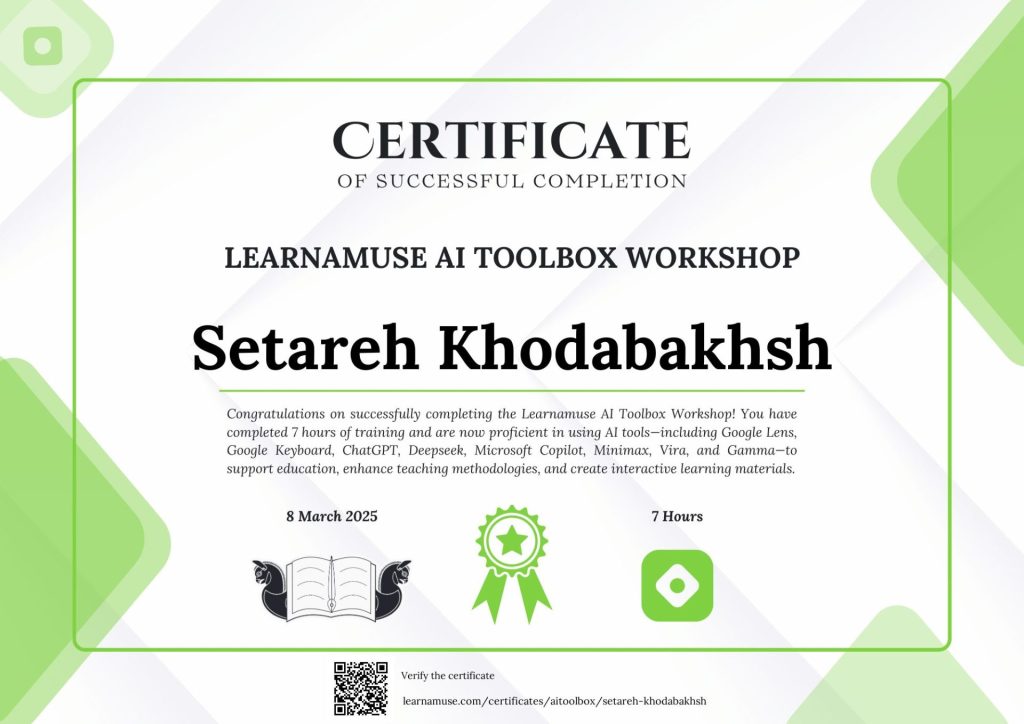 CERTIFICATE
OF SUCCESSFUL COMPLETION
LEARNAMUSE AI TOOLBOX WORKSHOP
Setareh Khodabakhsh
Congratulations on successfully completing the Learnamuse AI Toolbox Workshop! You have
completed 7 hours of training and are now proficient in using AI tools—including Google Lens,
Google Keyboard, ChatGPT, Deepseek, Microsoft Copilot, Minimax, Vira, and Gamma—to
support education, enhance teaching methodologies, and create interactive learning materials.
8 March 2025
7 Hours
Verify the certificate
learnamuse.com/certificates/aitoolbox/setareh-khodabakhsh